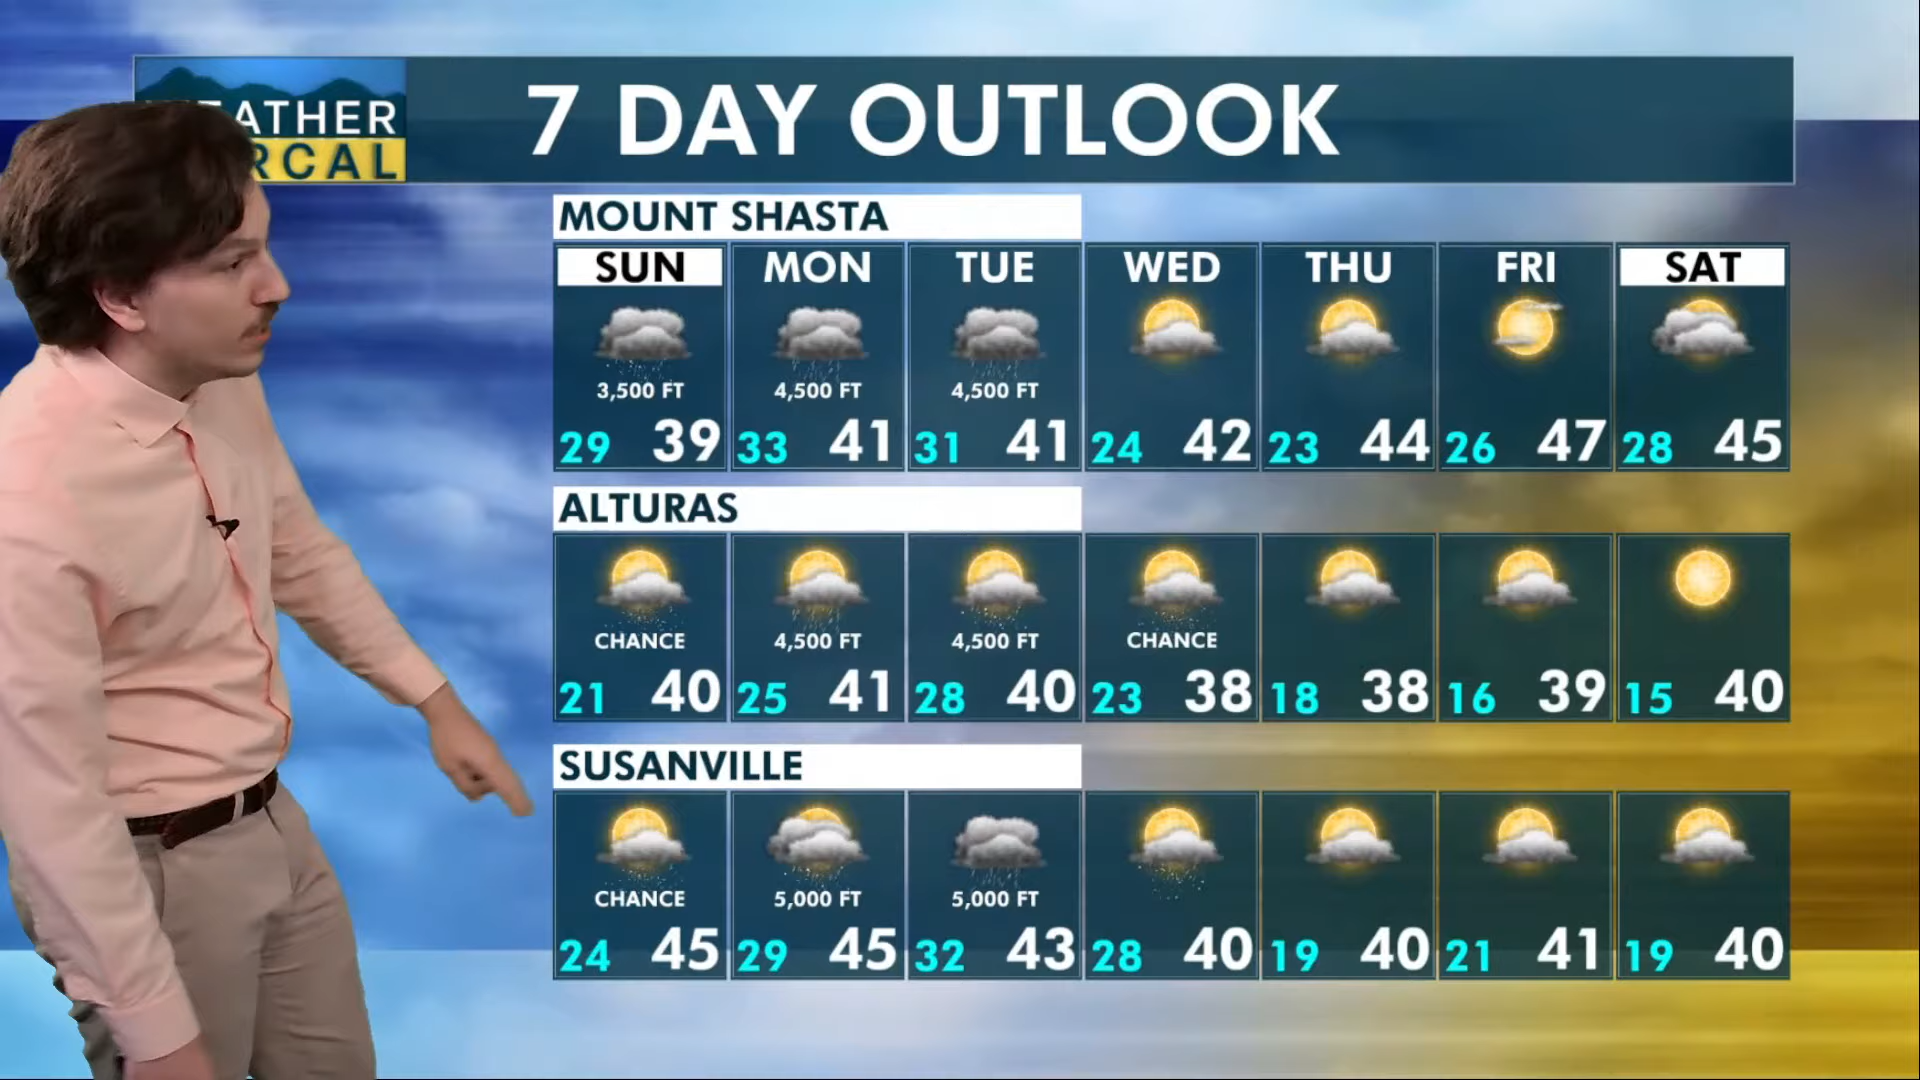 ATHER
RCAL
7 DAY OUTLOOK
MOUNT SHASTA
SUN MON TUE WED THU FRI SAT
3,500 FT 4,500 FT 4,500 FT
29 39 33 41 31 41 24 42 23 44 26 47 28 45
ALTURAS
CHANCE 4,500 FT 4,500 FT CHANCE
21 40 25 41 28 40 23 38 18 38 16 39 15 40
SUSANVILLE
CHANCE 5,000 FT 5,000 FT
24 45 29 45 32 43 28 40 19 40 21 41 19 40